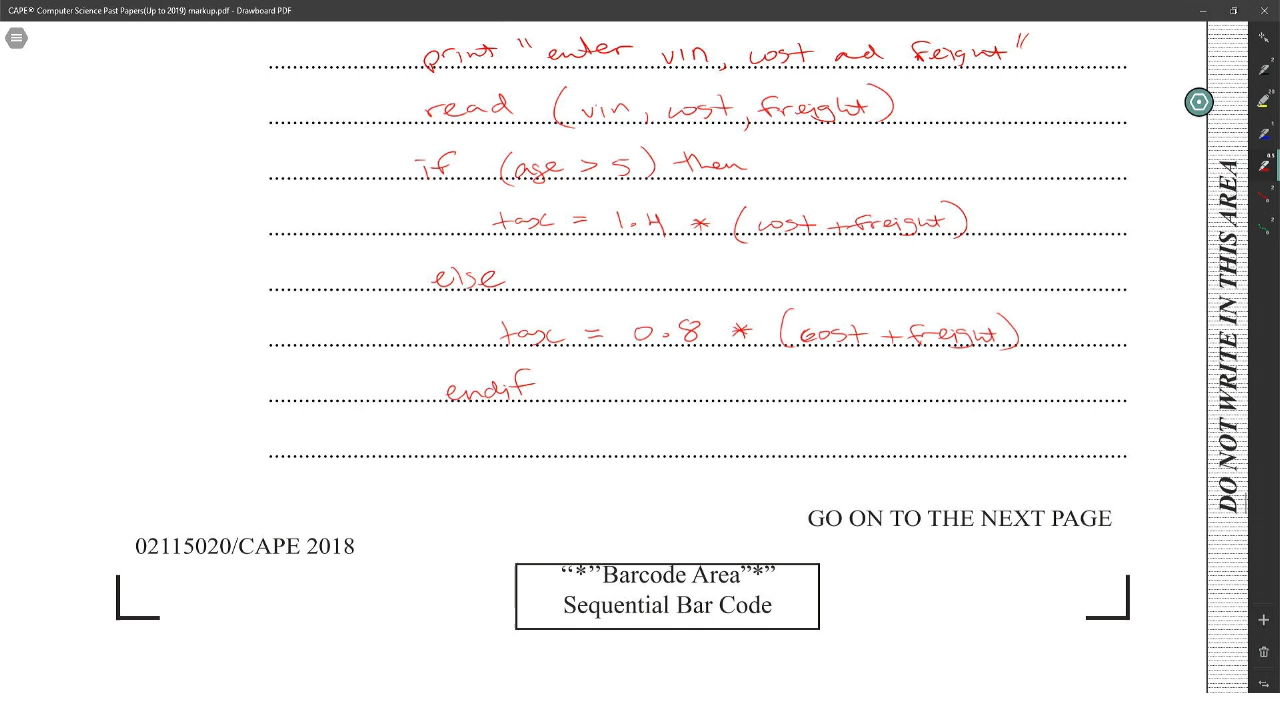 CAPE® Computer Science Past Papers(Up to 2019) markup.pdf - Drawboard PDF
print "enter vin, cost and freight"
read (vin, cost, freight)
if (age > 5) then
tax = 1.4 * (cost + freight)
else
tax = 0.8 * (cost + freight)
endif
DO NOT WRITE IN THIS AREA
GO ON TO THE NEXT PAGE
02115020/CAPE 2018
“*”Barcode Area”*”
Sequential Bar Code